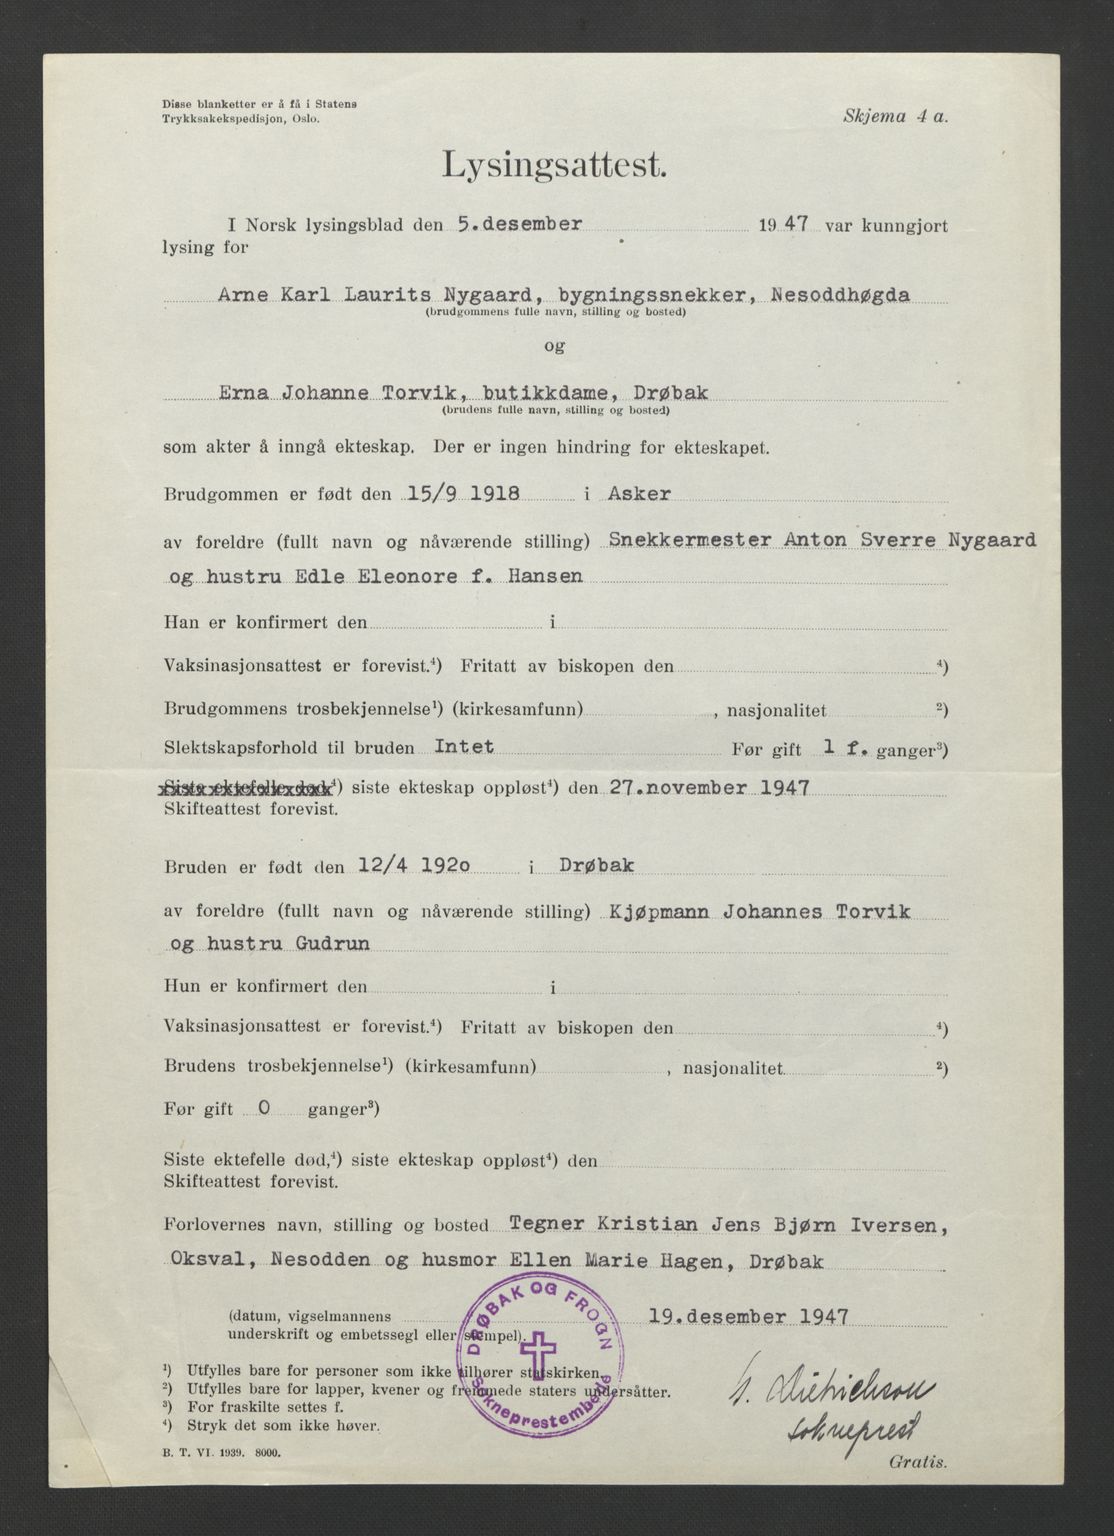 Disse blanketter er å få i Statens
Trykksakekspedisjon, Oslo.
Skjema 4 a.
Lysingsattest.
I Norsk lysingsblad den 5.desember 1947 var kunngjort
lysing for
Arne Karl Laurits Nygaard, bygningssnekker, Nesoddhøgda
(brudgommens fulle navn, stilling og bosted)
og
Erna Johanne Torvik, butikkdame, Drøbak
(brudens fulle navn, stilling og bosted)
som akter å inngå ekteskap. Der er ingen hindring for ekteskapet.
Brudgommen er født den 15/9 1918 i Asker
av foreldre (fullt navn og nåværende stilling) Snekkermester Anton Sverre Nygaard
og hustru Edle Eleonore f. Hansen
Han er konfirmert den i
Vaksinasjonsattest er forevist.⁴) Fritatt av biskopen den ⁴)
Brudgommens trosbekjennelse¹) (kirkesamfunn) , nasjonalitet ²)
Slektskapsforhold til bruden Intet Før gift 1 f. ganger³)
Siste ektefelle død⁴) siste ekteskap oppløst⁴) den 27.november 1947
Skifteattest forevist.
Bruden er født den 12/4 192o i Drøbak
av foreldre (fullt navn og nåværende stilling) Kjøpmann Johannes Torvik
og hustru Gudrun
Hun er konfirmert den i
Vaksinasjonsattest er forevist.⁴) Fritatt av biskopen den ⁴)
Brudens trosbekjennelse¹) (kirkesamfunn) , nasjonalitet ²)
Før gift 0 ganger³)
Siste ektefelle død,⁴) siste ekteskap oppløst⁴) den
Skifteattest forevist.
Forlovernes navn, stilling og bosted Tegner Kristian Jens Bjørn Iversen,
Oksval, Nesodden og husmor Ellen Marie Hagen, Drøbak
(datum, vigselmannens 19.desember 1947
underskrift og embetssegl eller stempel).
DRØBAK OG FROGN
Sokneprestembede
¹) Utfylles bare for personer som ikke tilhører statskirken.
²) Utfylles bare for lapper, kvener og fremmede staters undersåtter.
³) For fraskilte settes f.
⁴) Stryk det som ikke høver.
Dietrichson
sokneprest
B. T. VI. 1939. 8000.
Gratis.